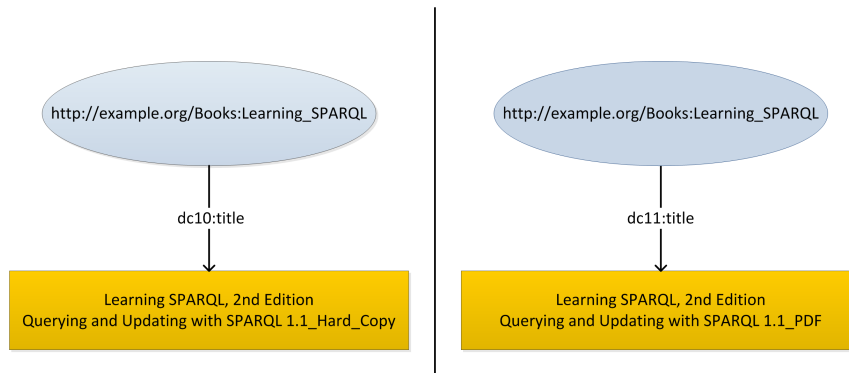 http://example.org/Books:Learning_SPARQL
dc10:title
Learning SPARQL, 2nd Edition
Querying and Updating with SPARQL 1.1_Hard_Copy
http://example.org/Books:Learning_SPARQL
dc11:title
Learning SPARQL, 2nd Edition
Querying and Updating with SPARQL 1.1_PDF